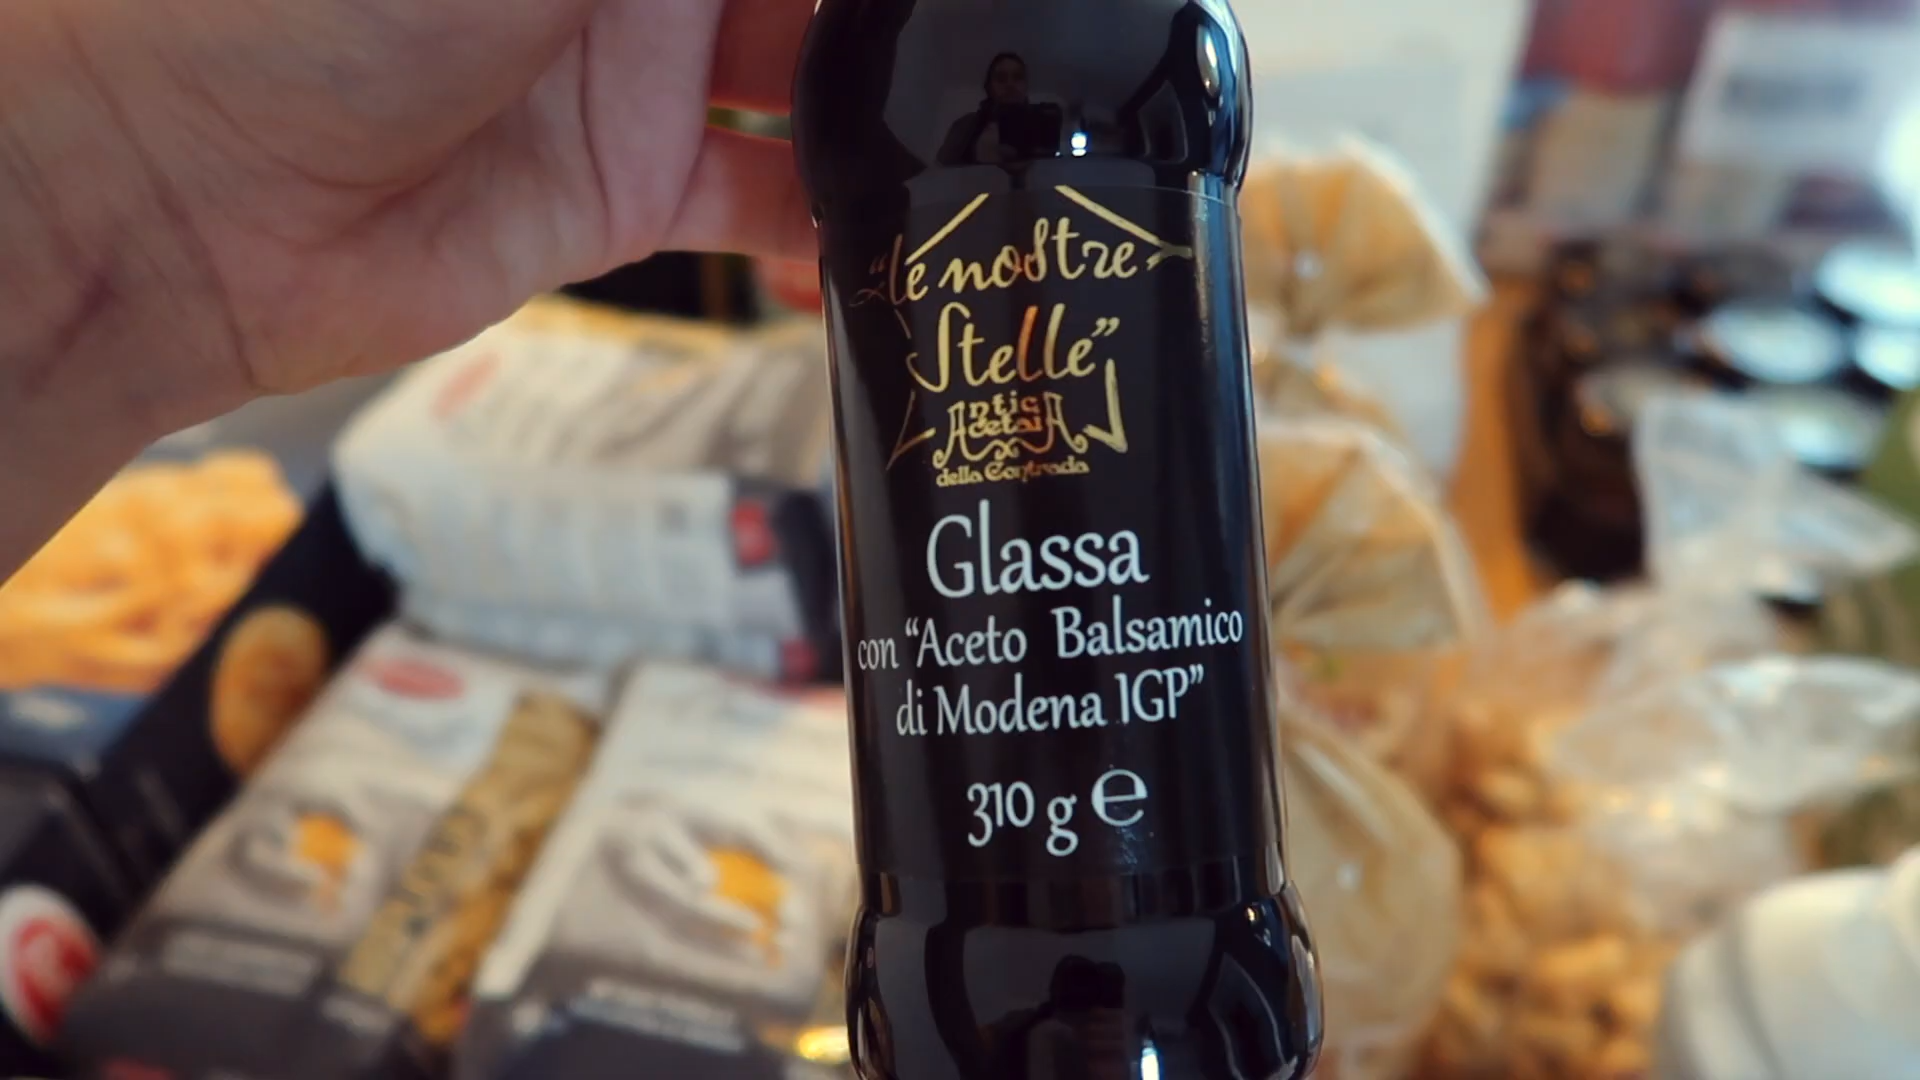 "le nostre
Stelle"
Antica
Acetaia
della Contrada
Glassa
con "Aceto Balsamico
di Modena IGP"
310 g ℮